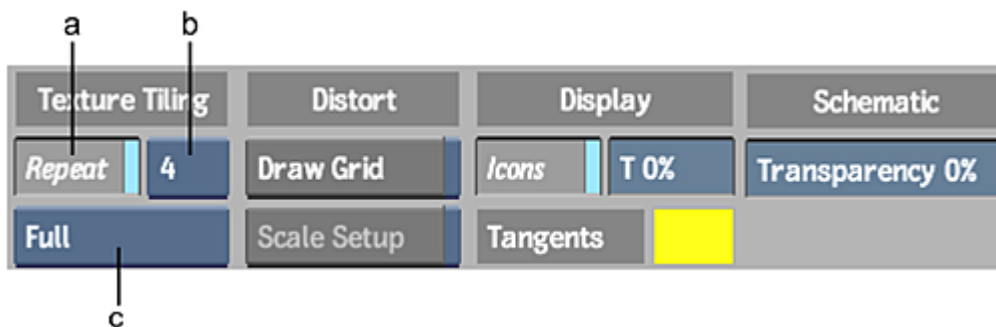 a b
Texture Tiling Distort Display Schematic
Repeat 4 Draw Grid Icons T 0% Transparency 0%
Full Scale Setup Tangents
c